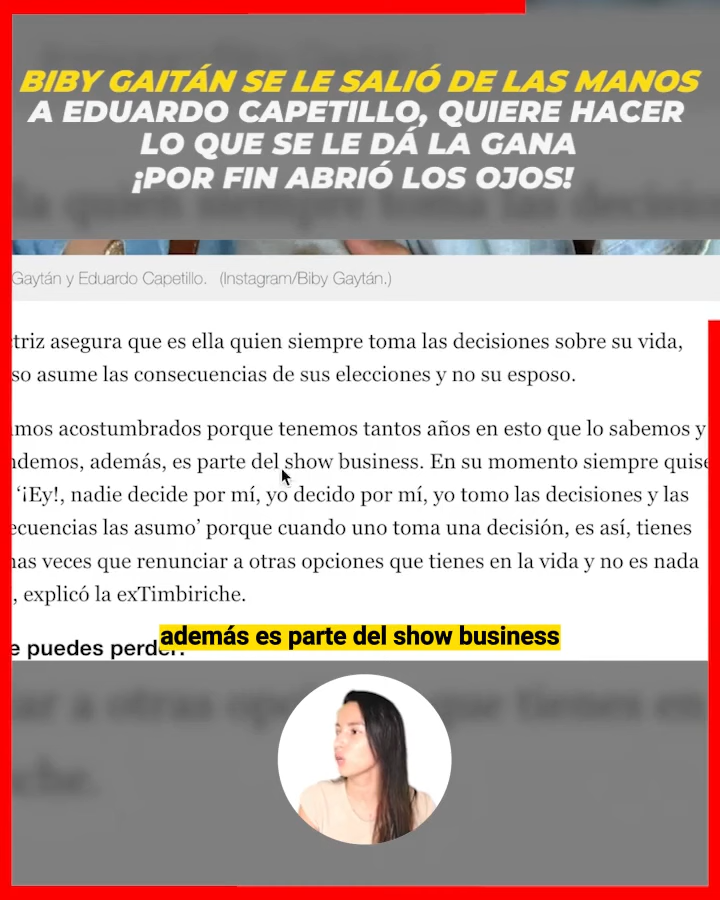 BIBY GAITÁN SE LE SALIÓ DE LAS MANOS
A EDUARDO CAPETILLO, QUIERE HACER
LO QUE SE LE DÁ LA GANA
¡POR FIN ABRIÓ LOS OJOS!
Gaytán y Eduardo Capetillo. (Instagram/Biby Gaytán.)
triz asegura que es ella quien siempre toma las decisiones sobre su vida,
so asume las consecuencias de sus elecciones y no su esposo.
mos acostumbrados porque tenemos tantos años en esto que lo sabemos y
ndemos, además, es parte del show business. En su momento siempre quise
'¡Ey!, nadie decide por mí, yo decido por mí, yo tomo las decisiones y las
ecuencias las asumo' porque cuando uno toma una decisión, es así, tienes
nas veces que renunciar a otras opciones que tienes en la vida y no es nada
, explicó la exTimbiriche.
además es parte del show business
e puedes perder: